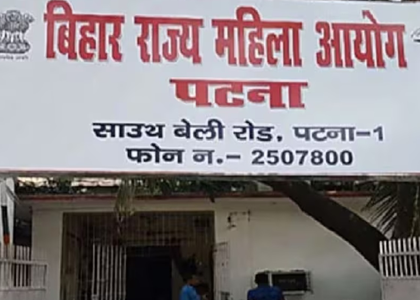 बिहार राज्य महिला आयोग
पटना
साउथ बेली रोड, पटना-1
फोन न.- 2507800